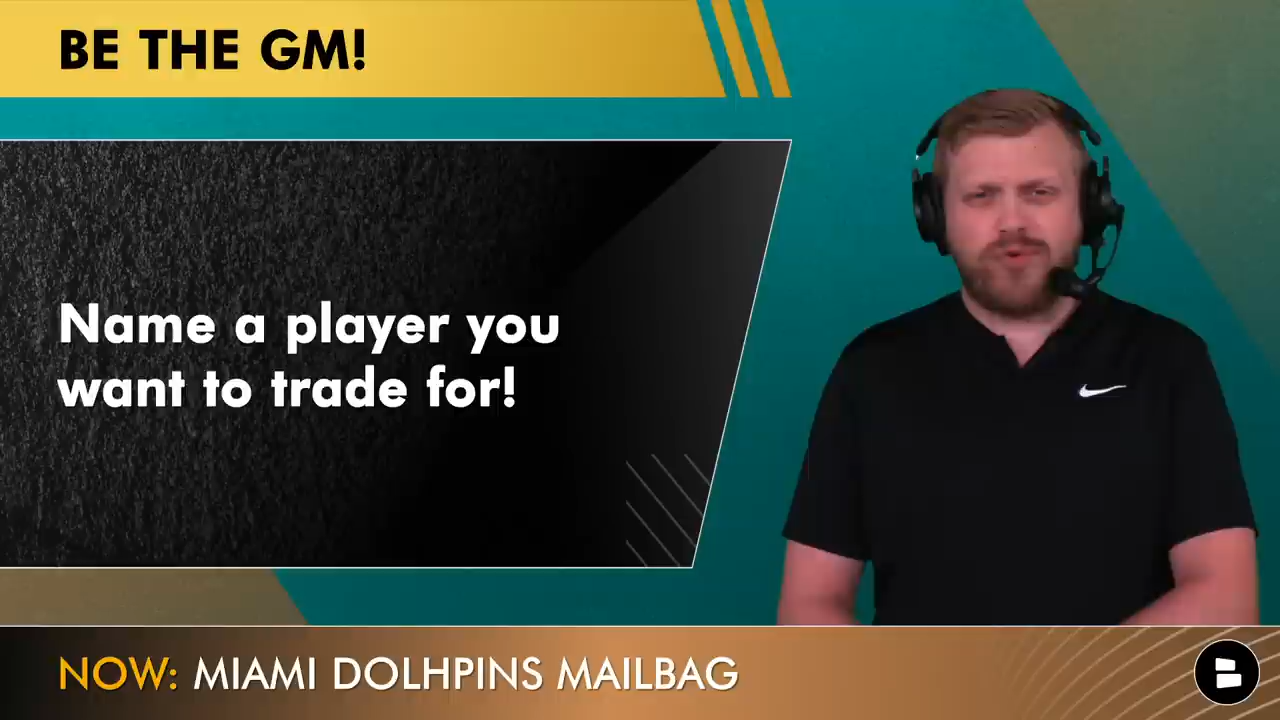 BE THE GM!
Name a player you
want to trade for!
NOW: MIAMI DOLHPINS MAILBAG